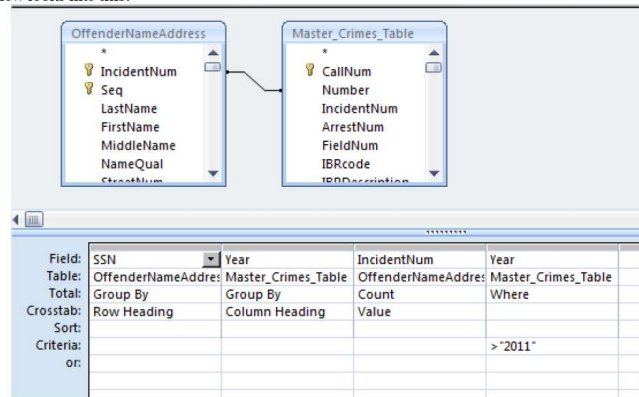 OffenderNameAddress Master_Crimes_Table
* *
IncidentNum CallNum
Seq Number
LastName IncidentNum
FirstName ArrestNum
MiddleName FieldNum
NameQual IBRcode
Field: SSN Year IncidentNum Year
Table: OffenderNameAddres Master_Crimes_Table OffenderNameAddres Master_Crimes_Table
Total: Group By Group By Count Where
Crosstab: Row Heading Column Heading Value
Sort:
Criteria: >"2011"
or: